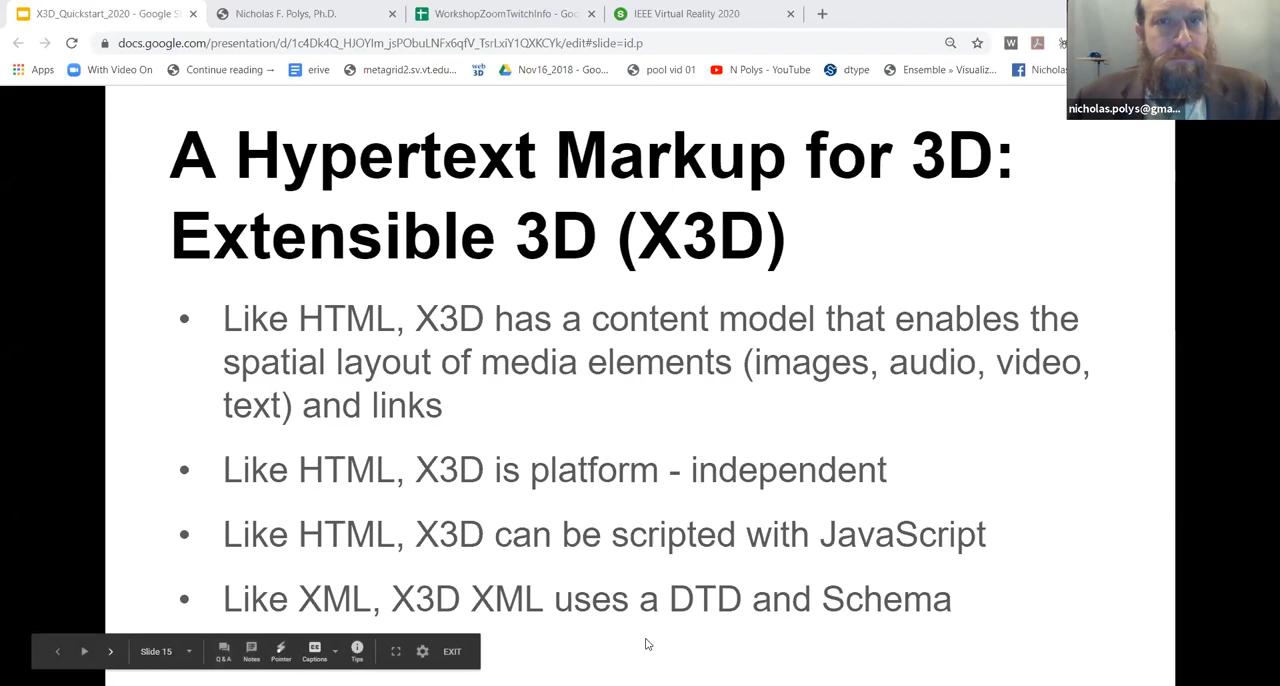 X3D_Quickstart_2020 - Google Sl
Nicholas F. Polys, Ph.D.
WorkshopZoomTwitchInfo - Goo
IEEE Virtual Reality 2020
docs.google.com/presentation/d/1c4Dk4Q_HJOYIm_jsPObuLNFx6qfV_TsrLxiY1QXKCYk/edit#slide=id.p
Apps
With Video On
Continue reading →
erive
metagrid2.sv.vt.edu...
web 3D
Nov16_2018 - Goo...
pool vid 01
N Polys - YouTube
dtype
Ensemble » Visualiz...
Nicholas
nicholas.polys@gma...
A Hypertext Markup for 3D:
Extensible 3D (X3D)
• Like HTML, X3D has a content model that enables the
spatial layout of media elements (images, audio, video,
text) and links
• Like HTML, X3D is platform - independent
• Like HTML, X3D can be scripted with JavaScript
• Like XML, X3D XML uses a DTD and Schema
Slide 15
Q & A
Notes
Pointer
CC
Captions
Tips
EXIT